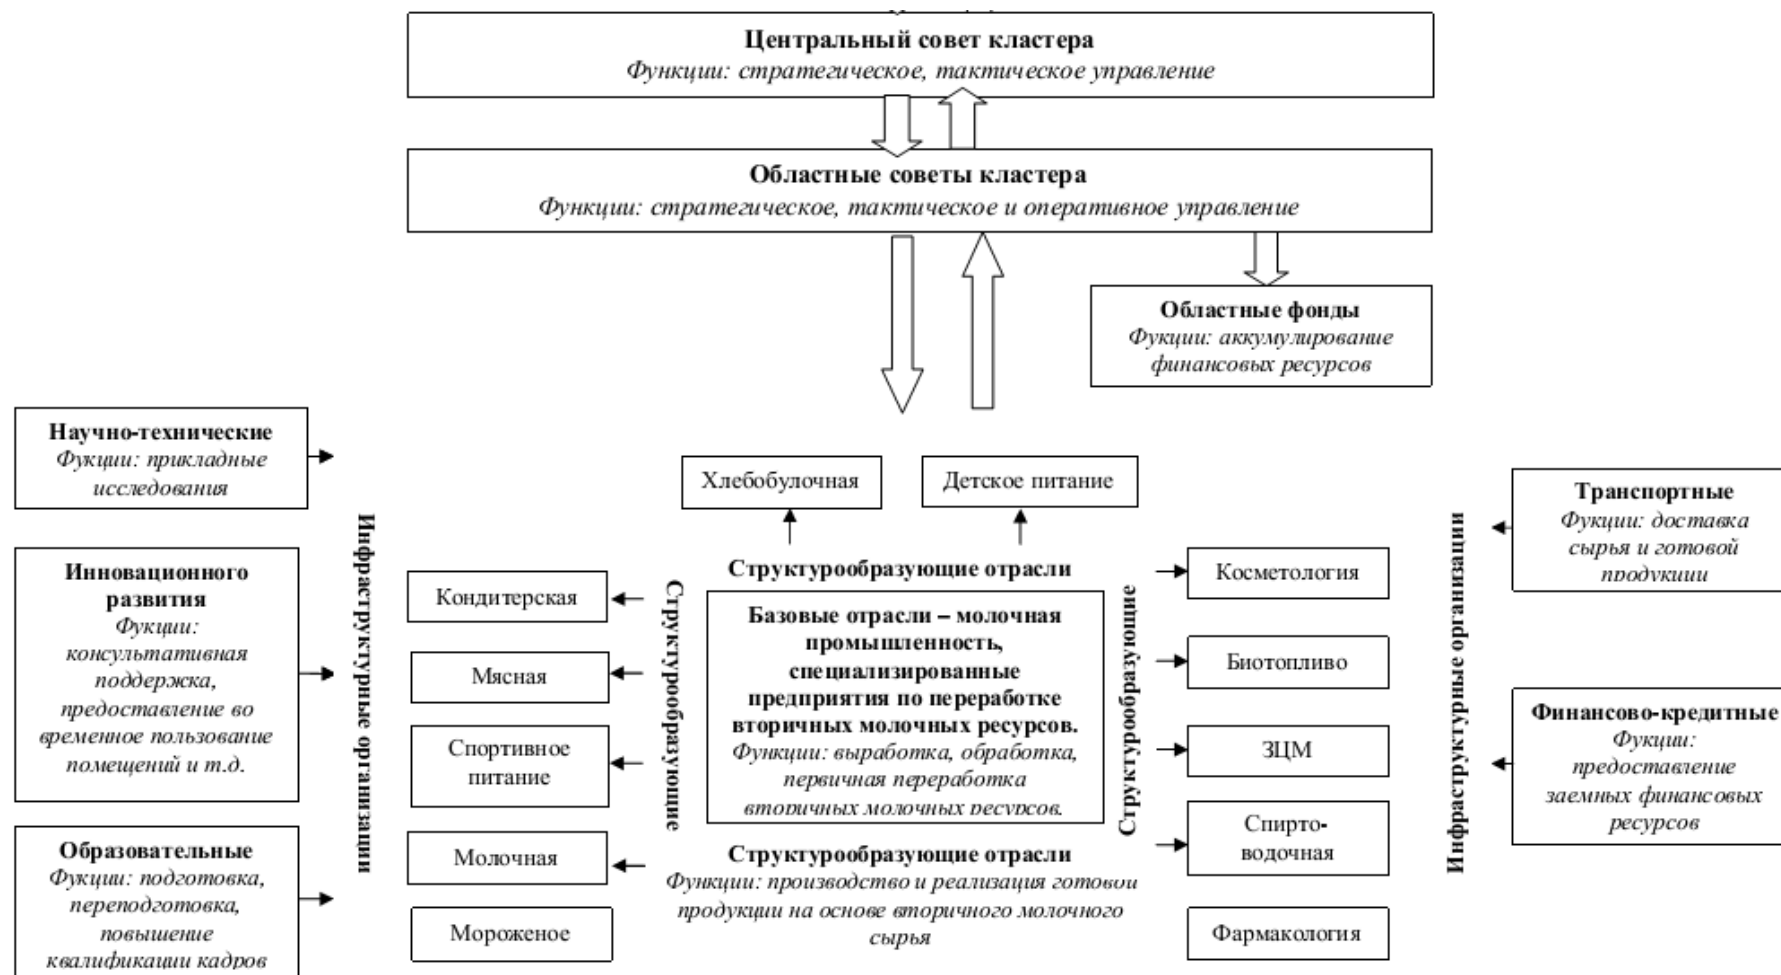 Центральный совет кластера
Функции: стратегическое, тактическое управление
Областные советы кластера
Функции: стратегическое, тактическое и оперативное управление
Областные фонды
Фукции: аккумулирование
финансовых ресурсов
Научно-технические
Фукции: прикладные
исследования
Инновационного
развития
Фукции:
консультативная
поддержка,
предоставление во
временное пользование
помещений и т.д.
Образовательные
Фукции: подготовка,
переподготовка,
повышение
квалификации кадров
Инфраструктурные организации
Хлебобулочная
Детское питание
Кондитерская
Мясная
Спортивное
питание
Молочная
Мороженое
Структурообразующие
Структурообразующие отрасли
Базовые отрасли – молочная
промышленность,
специализированные
предприятия по переработке
вторичных молочных ресурсов.
Функции: выработка, обработка,
первичная переработка
вторичных молочных ресурсов.
Структурообразующие отрасли
Функции: производство и реализация готовой
продукции на основе вторичного молочного
сырья
Структурообразующие
Косметология
Биотопливо
ЗЦМ
Спирто-
водочная
Фармакология
Инфраструктурные организации
Транспортные
Фукции: доставка
сырья и готовой
продукции
Финансово-кредитные
Фукции:
предоставление
заемных финансовых
ресурсов